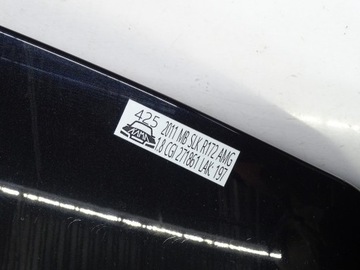 425
2011 MB SLK R172 AMG
1.8 CGI 271861 LAK: 197